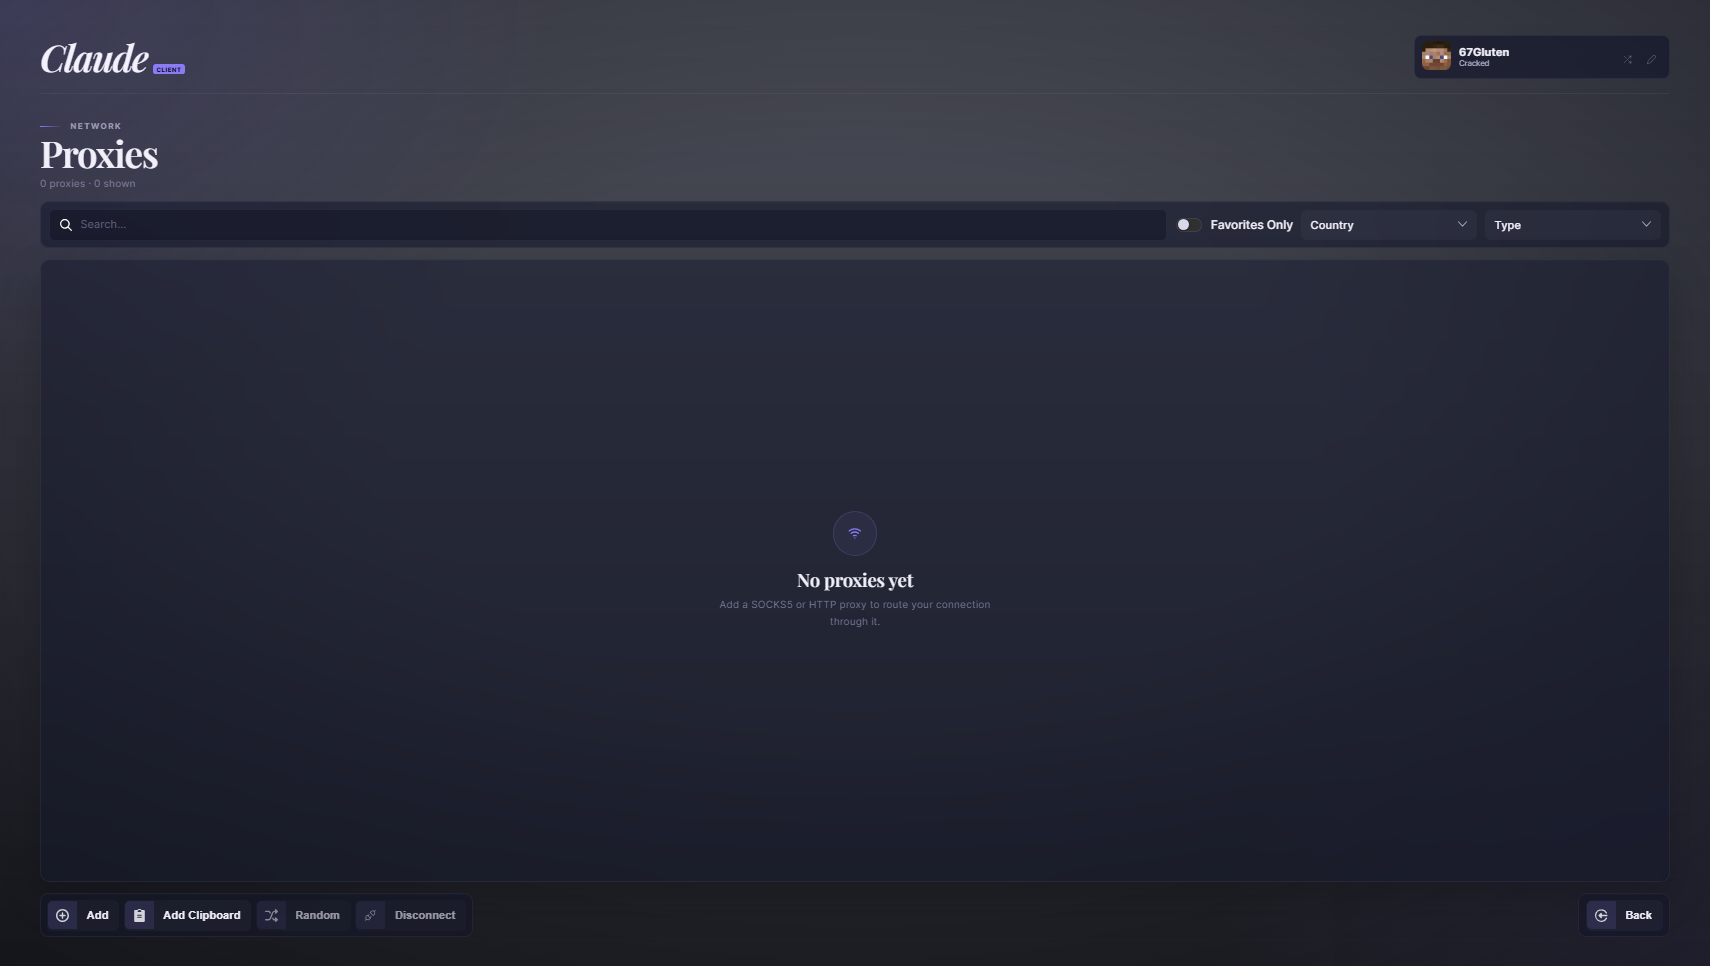 Claude CLIENT
67Gluten
Cracked
NETWORK
Proxies
0 proxies · 0 shown
Search...
Favorites Only
Country
Type
No proxies yet
Add a SOCKS5 or HTTP proxy to route your connection
through it.
Add
Add Clipboard
Random
Disconnect
Back